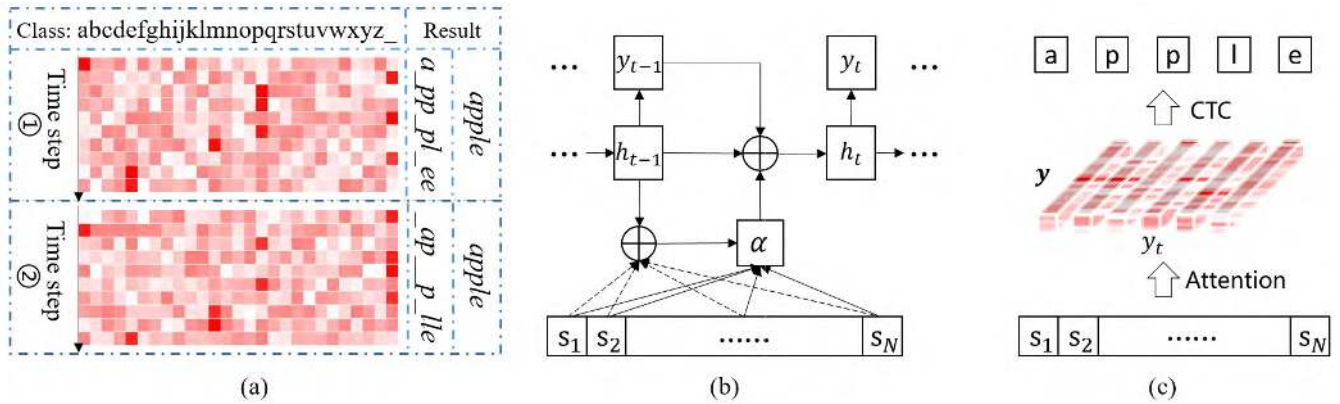 Class: abcdefghijklmnopqrstuvwxyz_ Result
Time step ①
a_pp_pl_ee
apple
Time step ②
_ap__p_lle
apple
(a)
... y_{t-1} y_t ...
... h_{t-1} h_t ...
α
s_1 s_2 ...... s_N
(b)
a p p l e
CTC
y
y_t
Attention
s_1 s_2 ...... s_N
(c)